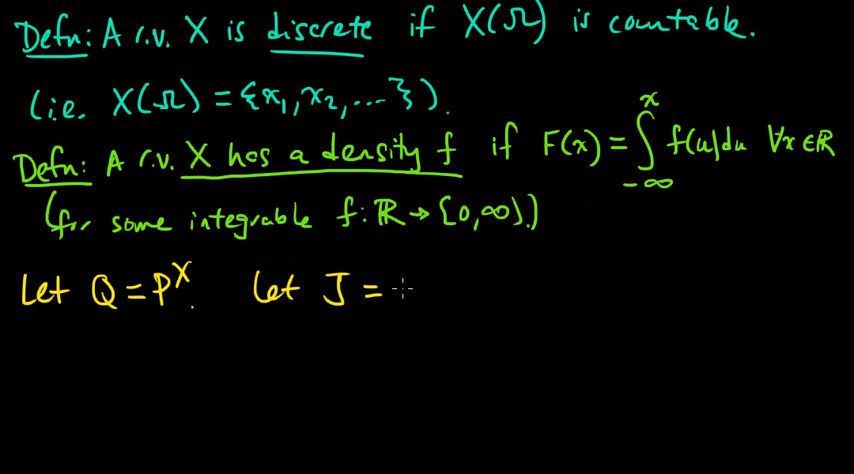 Defn: A r.v. X is discrete if X(Ω) is countable.
(i.e. X(Ω) = {x₁, x₂, ...}).
Defn: A r.v. X has a density f if F(x) = ∫_{-∞}^{x} f(u)du ∀x∈ℝ
(for some integrable f: ℝ → [0,∞).)
Let Q = P^X. Let J =